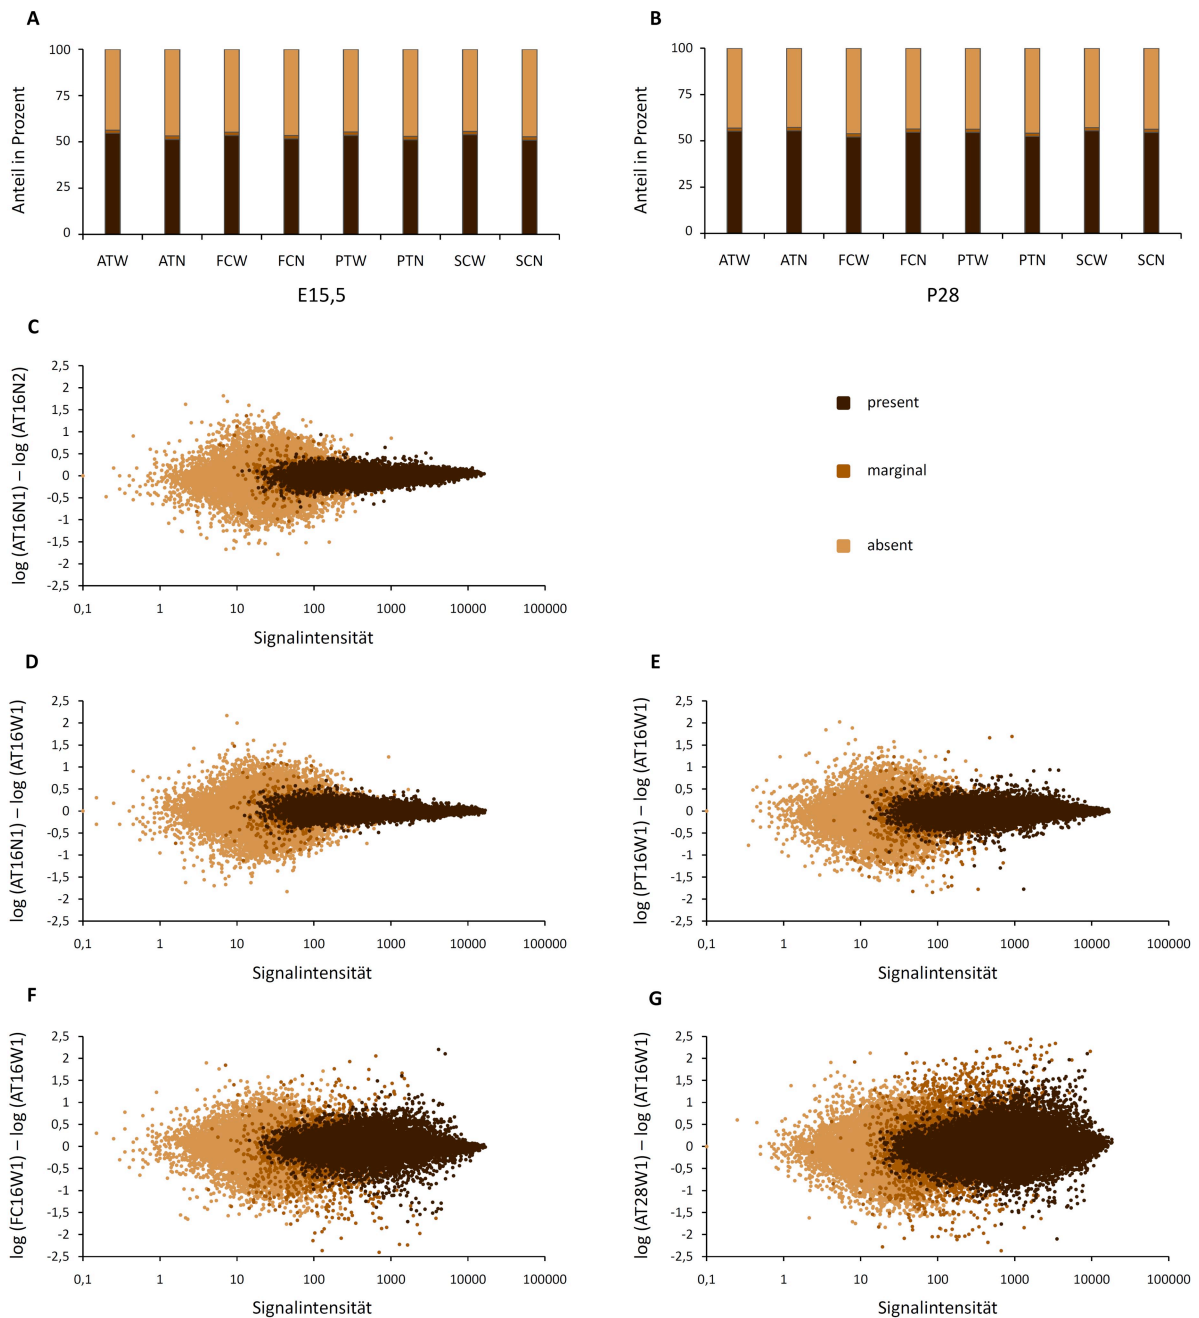 A
Anteil in Prozent
100
75
50
25
0
ATW ATN FCW FCN PTW PTN SCW SCN
E15,5
B
Anteil in Prozent
100
75
50
25
0
ATW ATN FCW FCN PTW PTN SCW SCN
P28
C
log (AT16N1) – log (AT16N2)
2,5
2
1,5
1
0,5
0
-0,5
-1
-1,5
-2
-2,5
0,1 1 10 100 1000 10000 100000
Signalintensität
present
marginal
absent
D
log (AT16N1) – log (AT16W1)
2,5
2
1,5
1
0,5
0
-0,5
-1
-1,5
-2
-2,5
0,1 1 10 100 1000 10000 100000
Signalintensität
E
log (PT16W1) – log (AT16W1)
2,5
2
1,5
1
0,5
0
-0,5
-1
-1,5
-2
-2,5
0,1 1 10 100 1000 10000 100000
Signalintensität
F
log (FC16W1) – log (AT16W1)
2,5
2
1,5
1
0,5
0
-0,5
-1
-1,5
-2
-2,5
0,1 1 10 100 1000 10000 100000
Signalintensität
G
log (AT28W1) – log (AT16W1)
2,5
2
1,5
1
0,5
0
-0,5
-1
-1,5
-2
-2,5
0,1 1 10 100 1000 10000 100000
Signalintensität